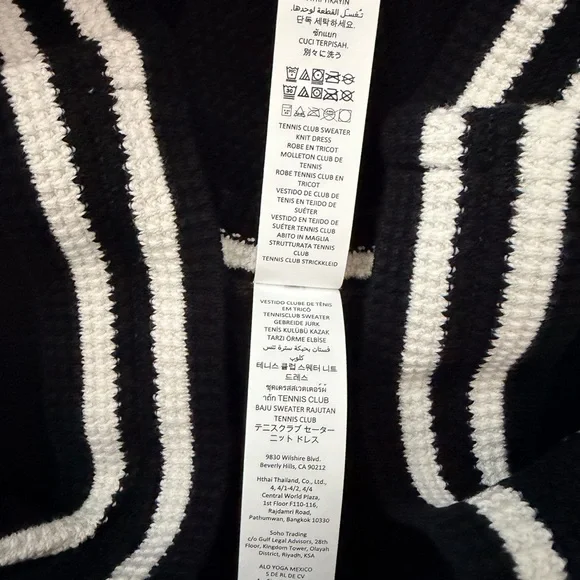 تُغسل القطعة لوحدها.
단독 세탁하세요.
ซักแยก
CUCI TERPISAH.
別々に洗う
30
TENNIS CLUB SWEATER
KNIT DRESS
ROBE EN TRICOT
MOLLETON CLUB DE
TENNIS
ROBE TENNIS CLUB EN
TRICOT
VESTIDO DE CLUB DE
TENIS EN TEJIDO DE
SUÉTER
VESTIDO EN TEJIDO DE
SUÉTER TENNIS CLUB
ABITO IN MAGLIA
STRUTTURATA TENNIS
CLUB
TENNIS CLUB STRICKKLEID
VESTIDO CLUBE DE TÊNIS
EM TRICÔ
TENNISCLUB SWEATER
GEBREIDE JURK
TENİS KULÜBÜ KAZAK
TARZI ÖRME ELBİSE
فستان بحبكة سترة تنس
كلوب
테니스 클럽 스웨터 니트
드레스
ชุดเดรสสเวตเตอร์ผ้
าถัก TENNIS CLUB
BAJU SWEATER RAJUTAN
TENNIS CLUB
テニスクラブ セーター
ニット ドレス
9830 Wilshire Blvd.
Beverly Hills, CA 90212
Hthai Thailand, Co., Ltd.,
4, 4/1-4/2, 4/4
Central World Plaza,
1st Floor F110-116,
Rajdamri Road,
Pathumwan, Bangkok 10330
Soho Trading
c/o Gulf Legal Advisors, 28th
Floor, Kingdom Tower, Olayah
District, Riyadh, KSA
ALO YOGA MEXICO
S DE RL DE CV